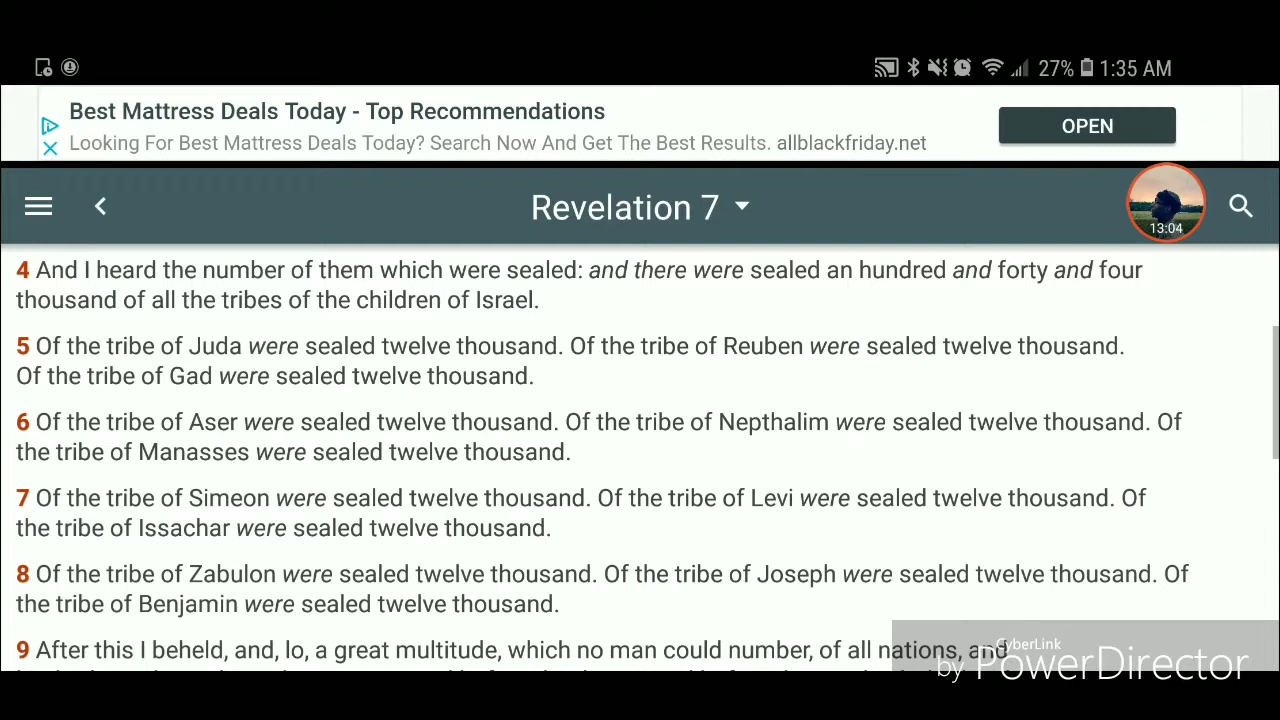 27% 1:35 AM
Best Mattress Deals Today - Top Recommendations
Looking For Best Mattress Deals Today? Search Now And Get The Best Results. allblackfriday.net
OPEN
Revelation 7
13:04
4 And I heard the number of them which were sealed: and there were sealed an hundred and forty and four
thousand of all the tribes of the children of Israel.
5 Of the tribe of Juda were sealed twelve thousand. Of the tribe of Reuben were sealed twelve thousand.
Of the tribe of Gad were sealed twelve thousand.
6 Of the tribe of Aser were sealed twelve thousand. Of the tribe of Nepthalim were sealed twelve thousand. Of
the tribe of Manasses were sealed twelve thousand.
7 Of the tribe of Simeon were sealed twelve thousand. Of the tribe of Levi were sealed twelve thousand. Of
the tribe of Issachar were sealed twelve thousand.
8 Of the tribe of Zabulon were sealed twelve thousand. Of the tribe of Joseph were sealed twelve thousand. Of
the tribe of Benjamin were sealed twelve thousand.
9 After this I beheld, and, lo, a great multitude, which no man could number, of all nations, and
CyberLink
by PowerDirector